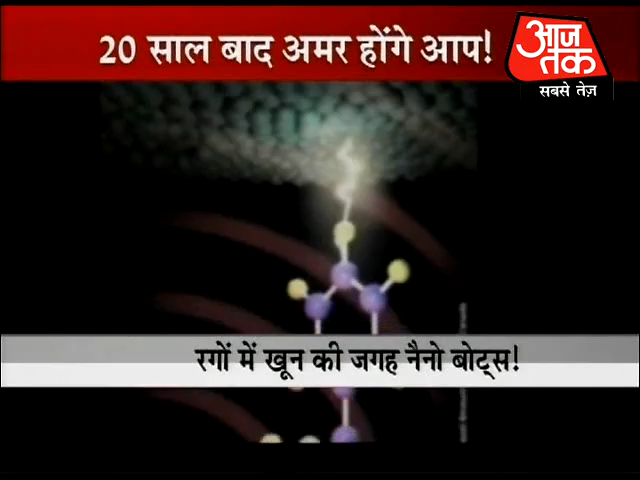 20 साल बाद अमर होंगे आप!
आज
तक
सबसे तेज़
रगों में खून की जगह नैनो बोट्स!